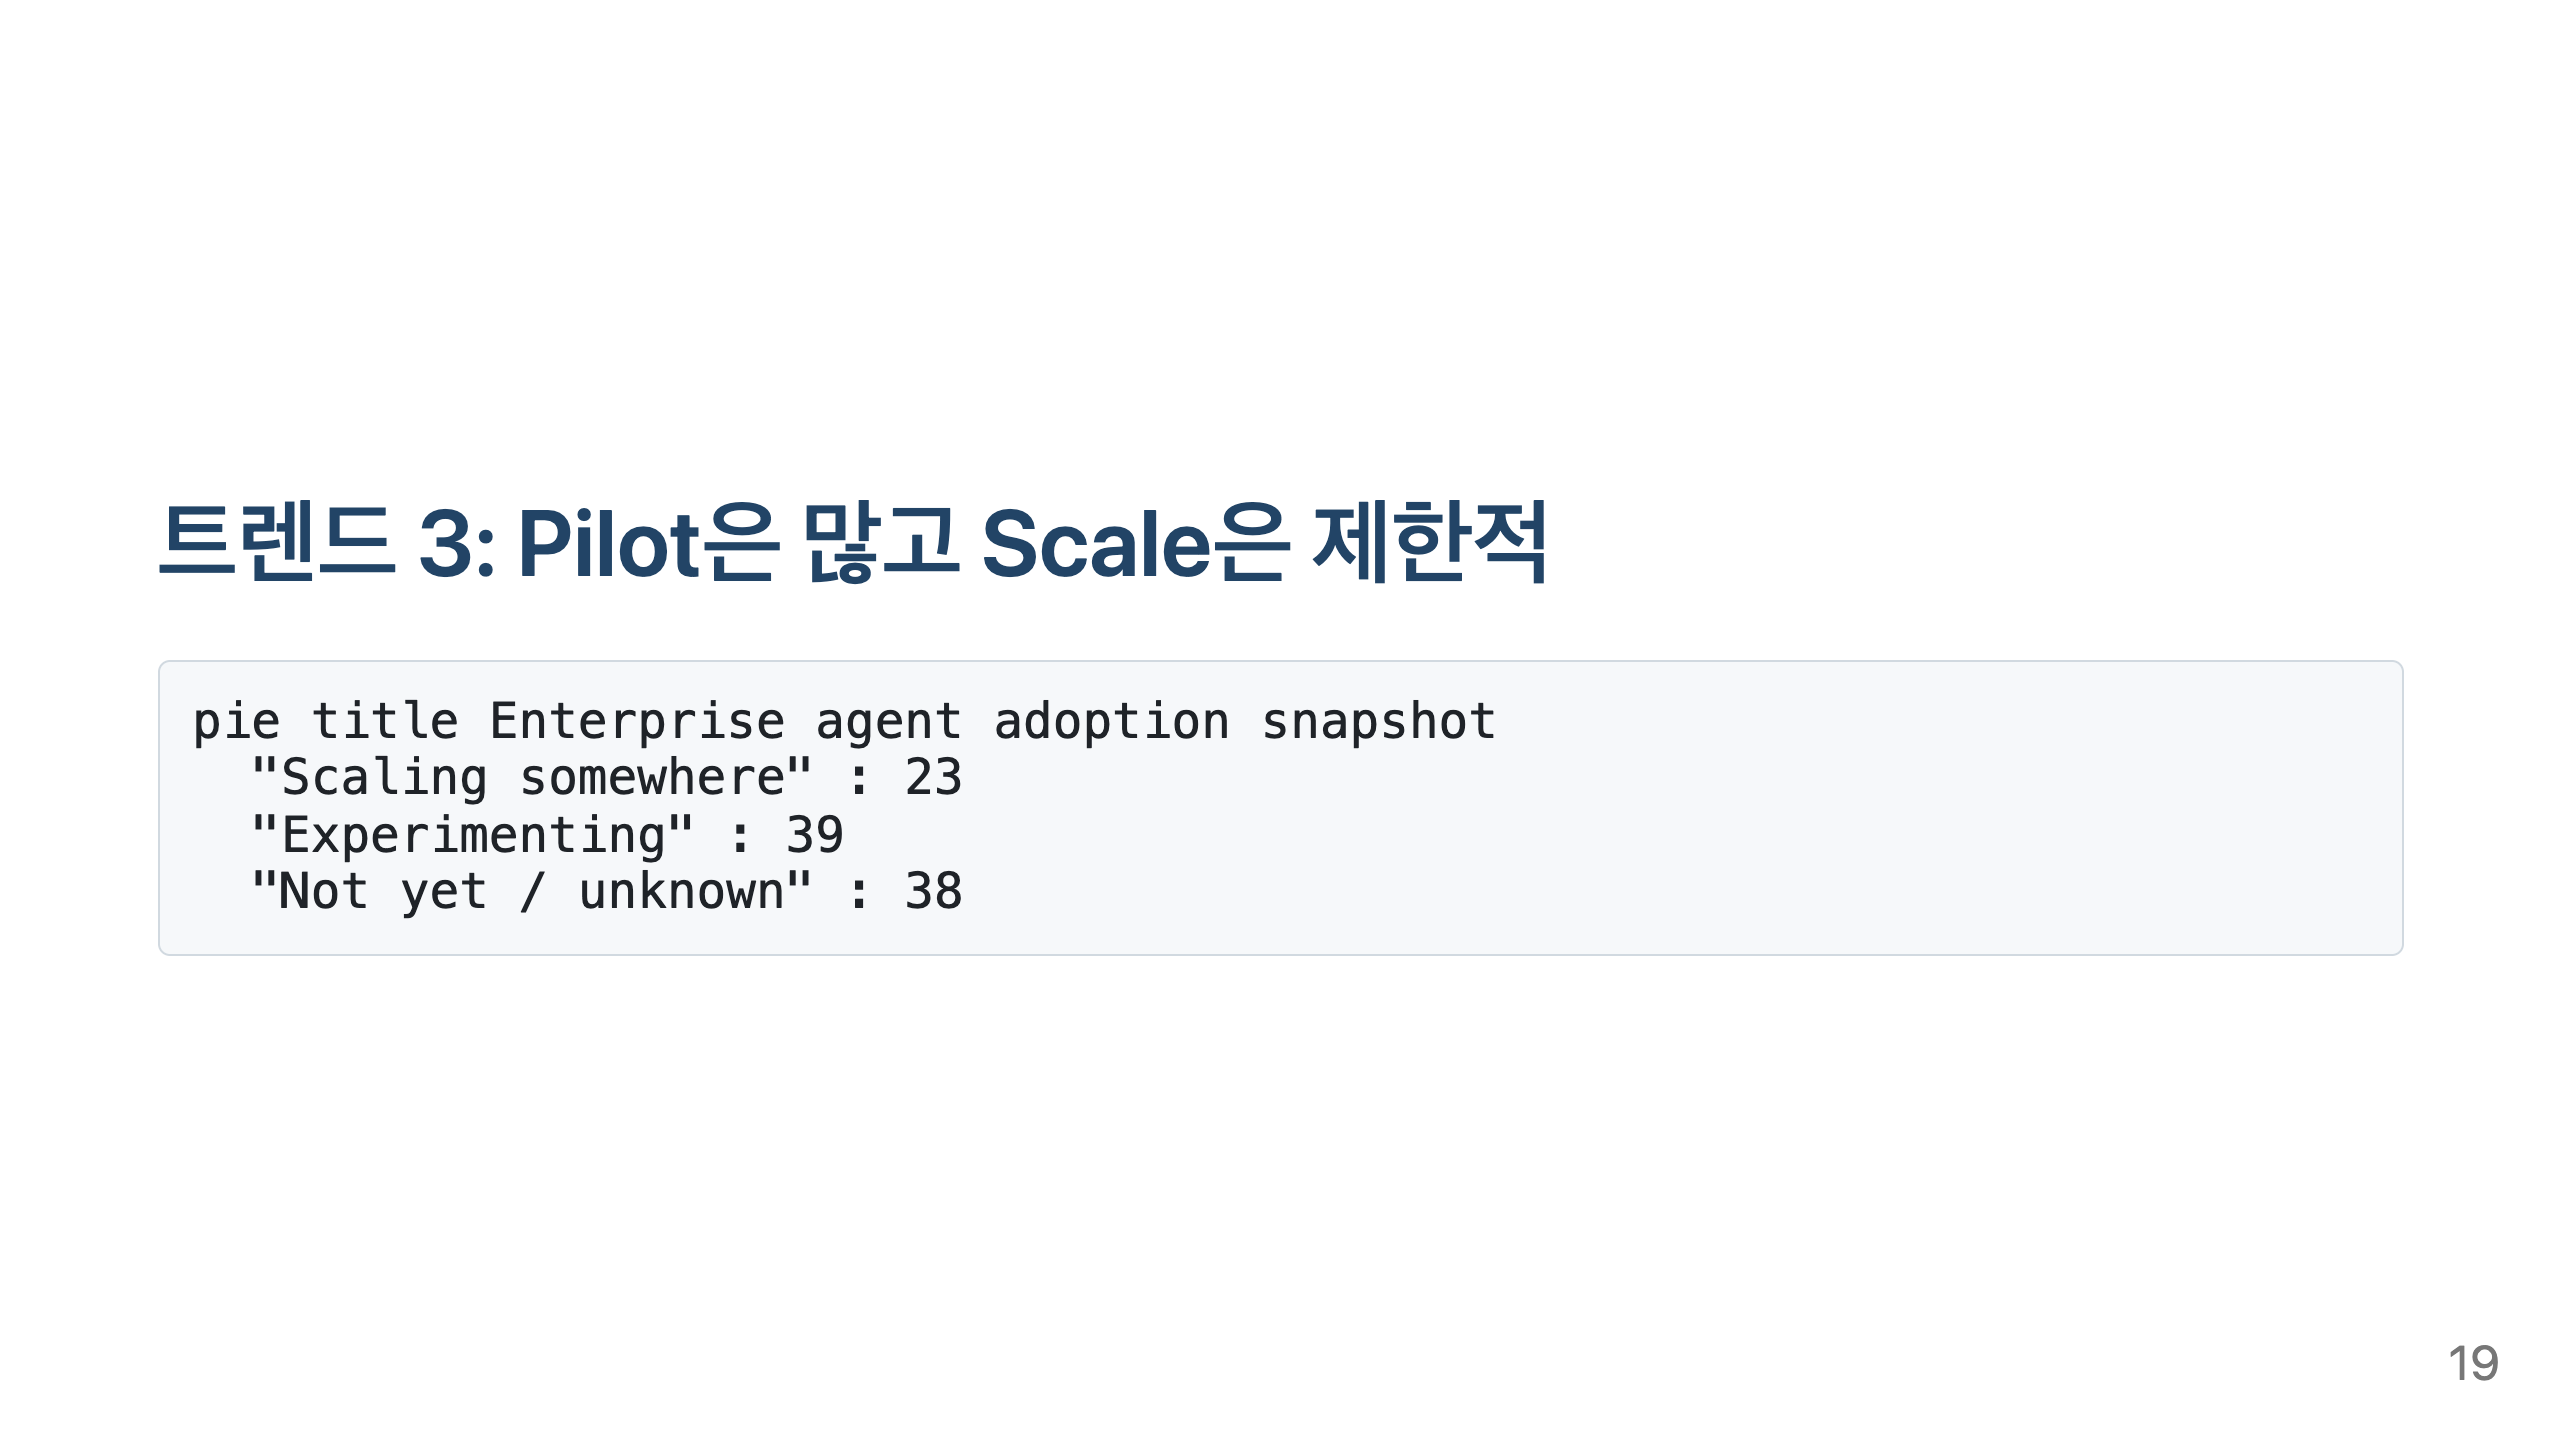 트렌드 3: Pilot은 많고 Scale은 제한적
pie title Enterprise agent adoption snapshot
  "Scaling somewhere" : 23
  "Experimenting" : 39
  "Not yet / unknown" : 38
19